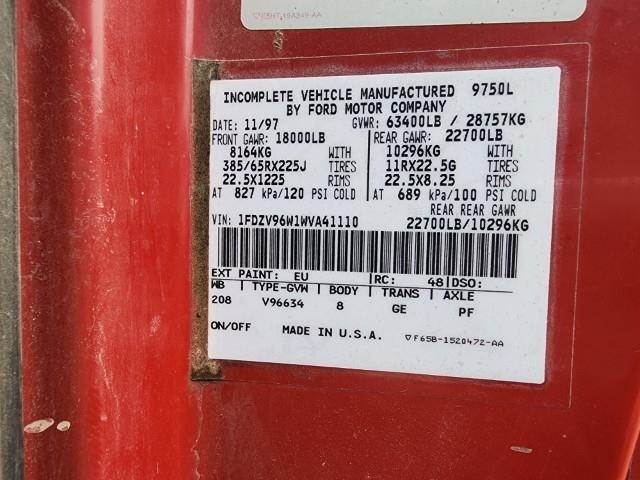 INCOMPLETE VEHICLE MANUFACTURED 9750L
BY FORD MOTOR COMPANY
DATE: 11/97 GVWR: 63400LB / 28757KG
FRONT GAWR: 18000LB REAR GAWR: 22700LB
8164KG WITH 10296KG WITH
385/65RX225J TIRES 11RX22.5G TIRES
22.5X1225 RIMS 22.5X8.25 RIMS
AT 827 kPa/120 PSI COLD AT 689 kPa/100 PSI COLD
REAR REAR GAWR
VIN: 1FDZV96W1WVA41110 22700LB/10296KG
EXT PAINT: EU RC: 48 DSO:
WB TYPE-GVW BODY TRANS AXLE
208 V96634 8 GE PF
ON/OFF MADE IN U.S.A. F65B-1520472-AA